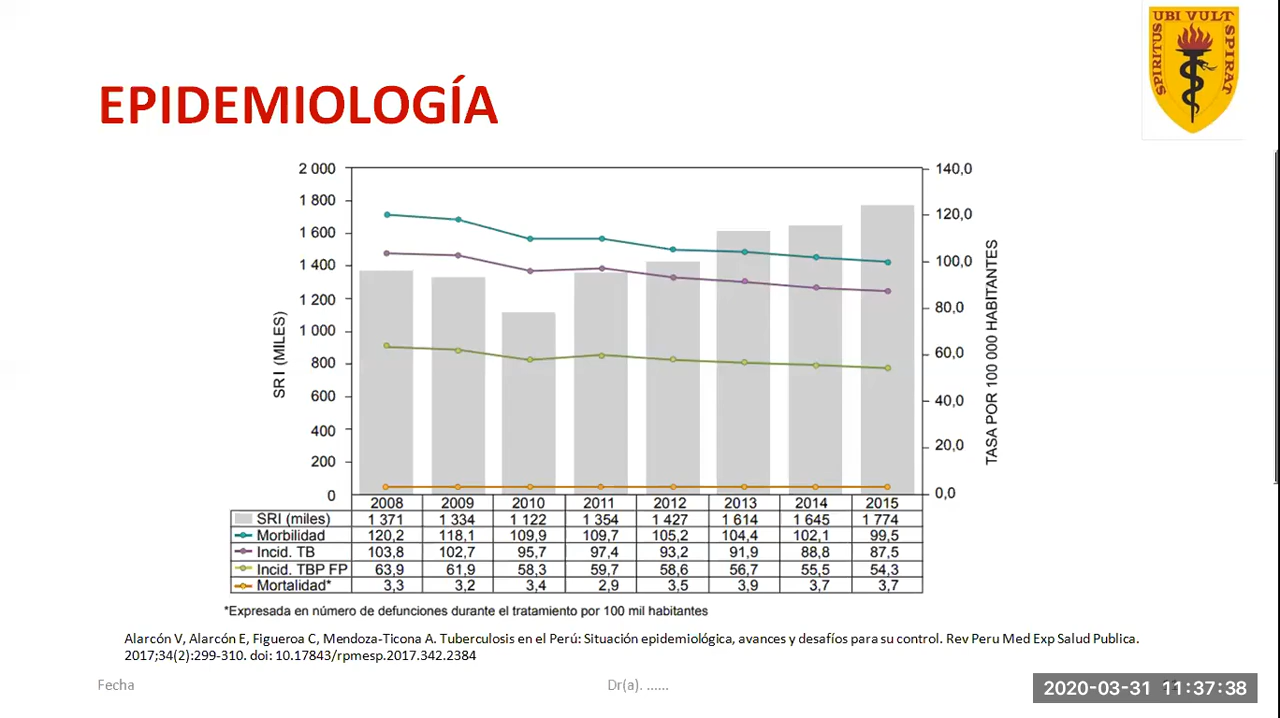 SPIRITUS UBI VULT SPIRAT
EPIDEMIOLOGÍA
2 000
1 800
1 600
1 400
1 200
1 000
800
600
400
200
0
SRI (MILES)
140,0
120,0
100,0
80,0
60,0
40,0
20,0
0,0
TASA POR 100 000 HABITANTES
2008 2009 2010 2011 2012 2013 2014 2015
SRI (miles) 1 371 1 334 1 122 1 354 1 427 1 614 1 645 1 774
Morbilidad 120,2 118,1 109,9 109,7 105,2 104,4 102,1 99,5
Incid. TB 103,8 102,7 95,7 97,4 93,2 91,9 88,8 87,5
Incid. TBP FP 63,9 61,9 58,3 59,7 58,6 56,7 55,5 54,3
Mortalidad* 3,3 3,2 3,4 2,9 3,5 3,9 3,7 3,7
*Expresada en número de defunciones durante el tratamiento por 100 mil habitantes
Alarcón V, Alarcón E, Figueroa C, Mendoza-Ticona A. Tuberculosis en el Perú: Situación epidemiológica, avances y desafíos para su control. Rev Peru Med Exp Salud Publica.
2017;34(2):299-310. doi: 10.17843/rpmesp.2017.342.2384
Fecha
Dr(a). ......
2020-03-31 11:37:38